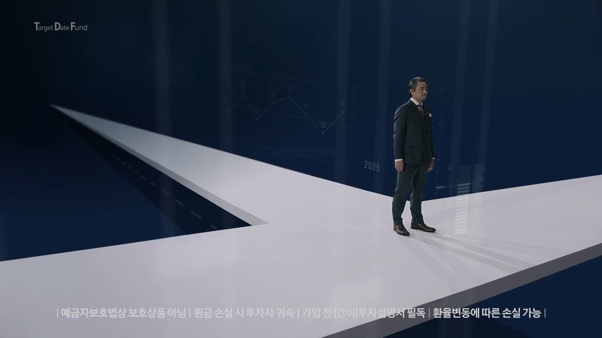 Target Date Fund
2025
| 예금자보호법상 보호상품 아님 | 원금 손실 시 투자자 귀속 | 가입 전 (간이)투자설명서 필독 | 환율변동에 따른 손실 가능 |